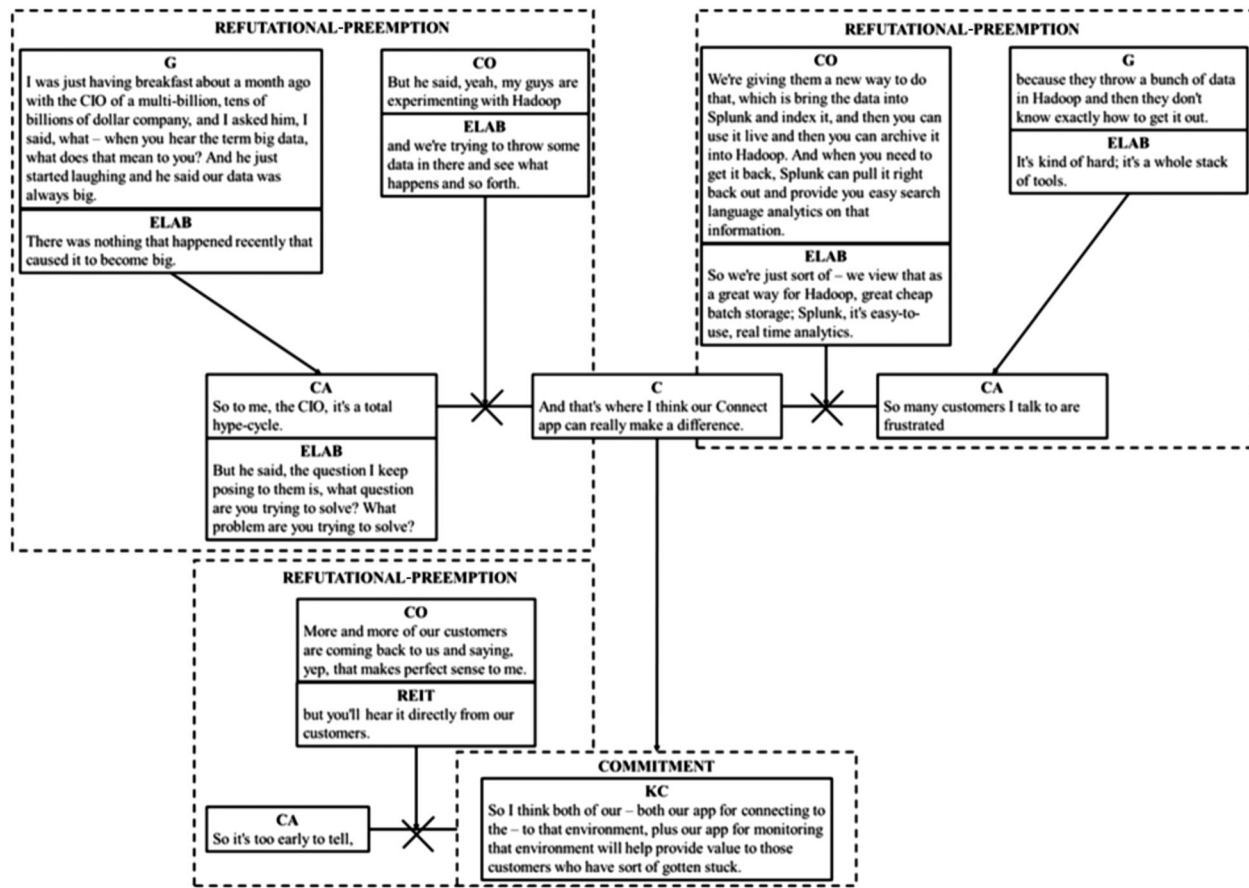 REFUTATIONAL-PREEMPTION
G
I was just having breakfast about a month ago
with the CIO of a multi-billion, tens of
billions of dollar company, and I asked him, I
said, what – when you hear the term big data,
what does that mean to you? And he just
started laughing and he said our data was
always big.
ELAB
There was nothing that happened recently that
caused it to become big.
CO
But he said, yeah, my guys are
experimenting with Hadoop
ELAB
and we're trying to throw some
data in there and see what
happens and so forth.
CA
So to me, the CIO, it's a total
hype-cycle.
ELAB
But he said, the question I keep
posing to them is, what question
are you trying to solve? What
problem are you trying to solve?
C
And that's where I think our Connect
app can really make a difference.
REFUTATIONAL-PREEMPTION
CO
We're giving them a new way to do
that, which is bring the data into
Splunk and index it, and then you can
use it live and then you can archive it
into Hadoop. And when you need to
get it back, Splunk can pull it right
back out and provide you easy search
language analytics on that
information.
ELAB
So we're just sort of – we view that as
a great way for Hadoop, great cheap
batch storage; Splunk, it's easy-to-
use, real time analytics.
G
because they throw a bunch of data
in Hadoop and then they don't
know exactly how to get it out.
ELAB
It's kind of hard; it's a whole stack
of tools.
CA
So many customers I talk to are
frustrated
REFUTATIONAL-PREEMPTION
CO
More and more of our customers
are coming back to us and saying,
yep, that makes perfect sense to me.
REIT
but you'll hear it directly from our
customers.
CA
So it's too early to tell,
COMMITMENT
KC
So I think both of our – both our app for connecting to
the – to that environment, plus our app for monitoring
that environment will help provide value to those
customers who have sort of gotten stuck.